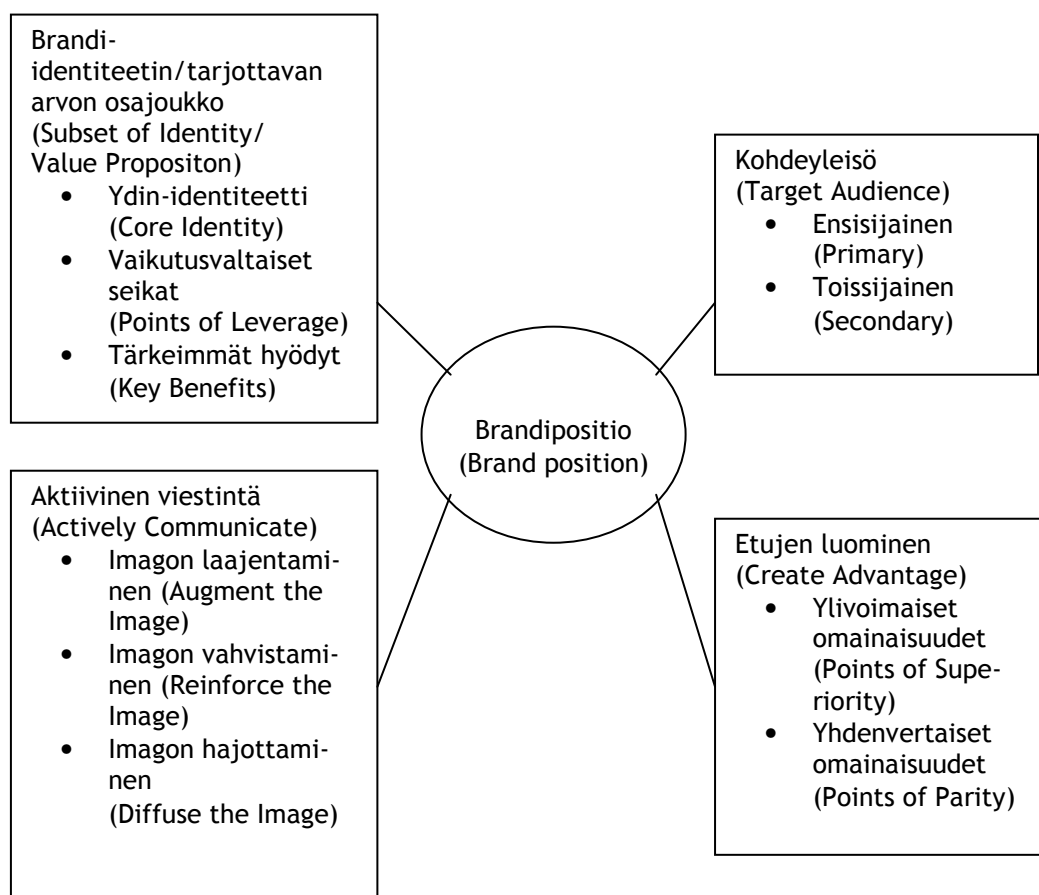 Brandi-
identiteetin/tarjottavan
arvon osajoukko
(Subset of Identity/
Value Propositon)
• Ydin-identiteetti
(Core Identity)
• Vaikutusvaltaiset
seikat
(Points of Leverage)
• Tärkeimmät hyödyt
(Key Benefits)
Kohdeyleisö
(Target Audience)
• Ensisijainen
(Primary)
• Toissijainen
(Secondary)
Brandipositio
(Brand position)
Aktiivinen viestintä
(Actively Communicate)
• Imagon laajentami-
nen (Augment the
Image)
• Imagon vahvistami-
nen (Reinforce the
Image)
• Imagon hajottami-
nen
(Diffuse the Image)
Etujen luominen
(Create Advantage)
• Ylivoimaiset
omainaisuudet
(Points of Supe-
riority)
• Yhdenvertaiset
omainaisuudet
(Points of Parity)